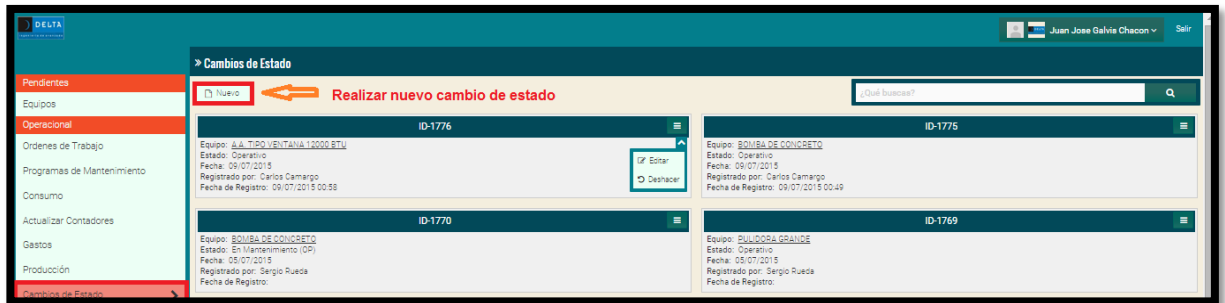 DELTA
Juan Jose Galvis Chacon
Salir
» Cambios de Estado
Pendientes
Equipos
Operacional
Ordenes de Trabajo
Programas de Mantenimiento
Consumo
Actualizar Contadores
Gastos
Producción
Cambios de Estado
Nuevo
Realizar nuevo cambio de estado
¿Qué buscas?
ID-1776
Equipo: A.A. TIPO VENTANA 12000 BTU
Estado: Operativo
Fecha: 09/07/2015
Registrado por: Carlos Camargo
Fecha de Registro: 09/07/2015 00:58
Editar
Deshacer
ID-1775
Equipo: BOMBA DE CONCRETO
Estado: Operativo
Fecha: 09/07/2015
Registrado por: Carlos Camargo
Fecha de Registro: 09/07/2015 00:49
ID-1770
Equipo: BOMBA DE CONCRETO
Estado: En Mantenimiento (OP)
Fecha: 05/07/2015
Registrado por: Sergio Rueda
Fecha de Registro:
ID-1769
Equipo: PULIDORA GRANDE
Estado: Operativo
Fecha: 05/07/2015
Registrado por: Sergio Rueda
Fecha de Registro: